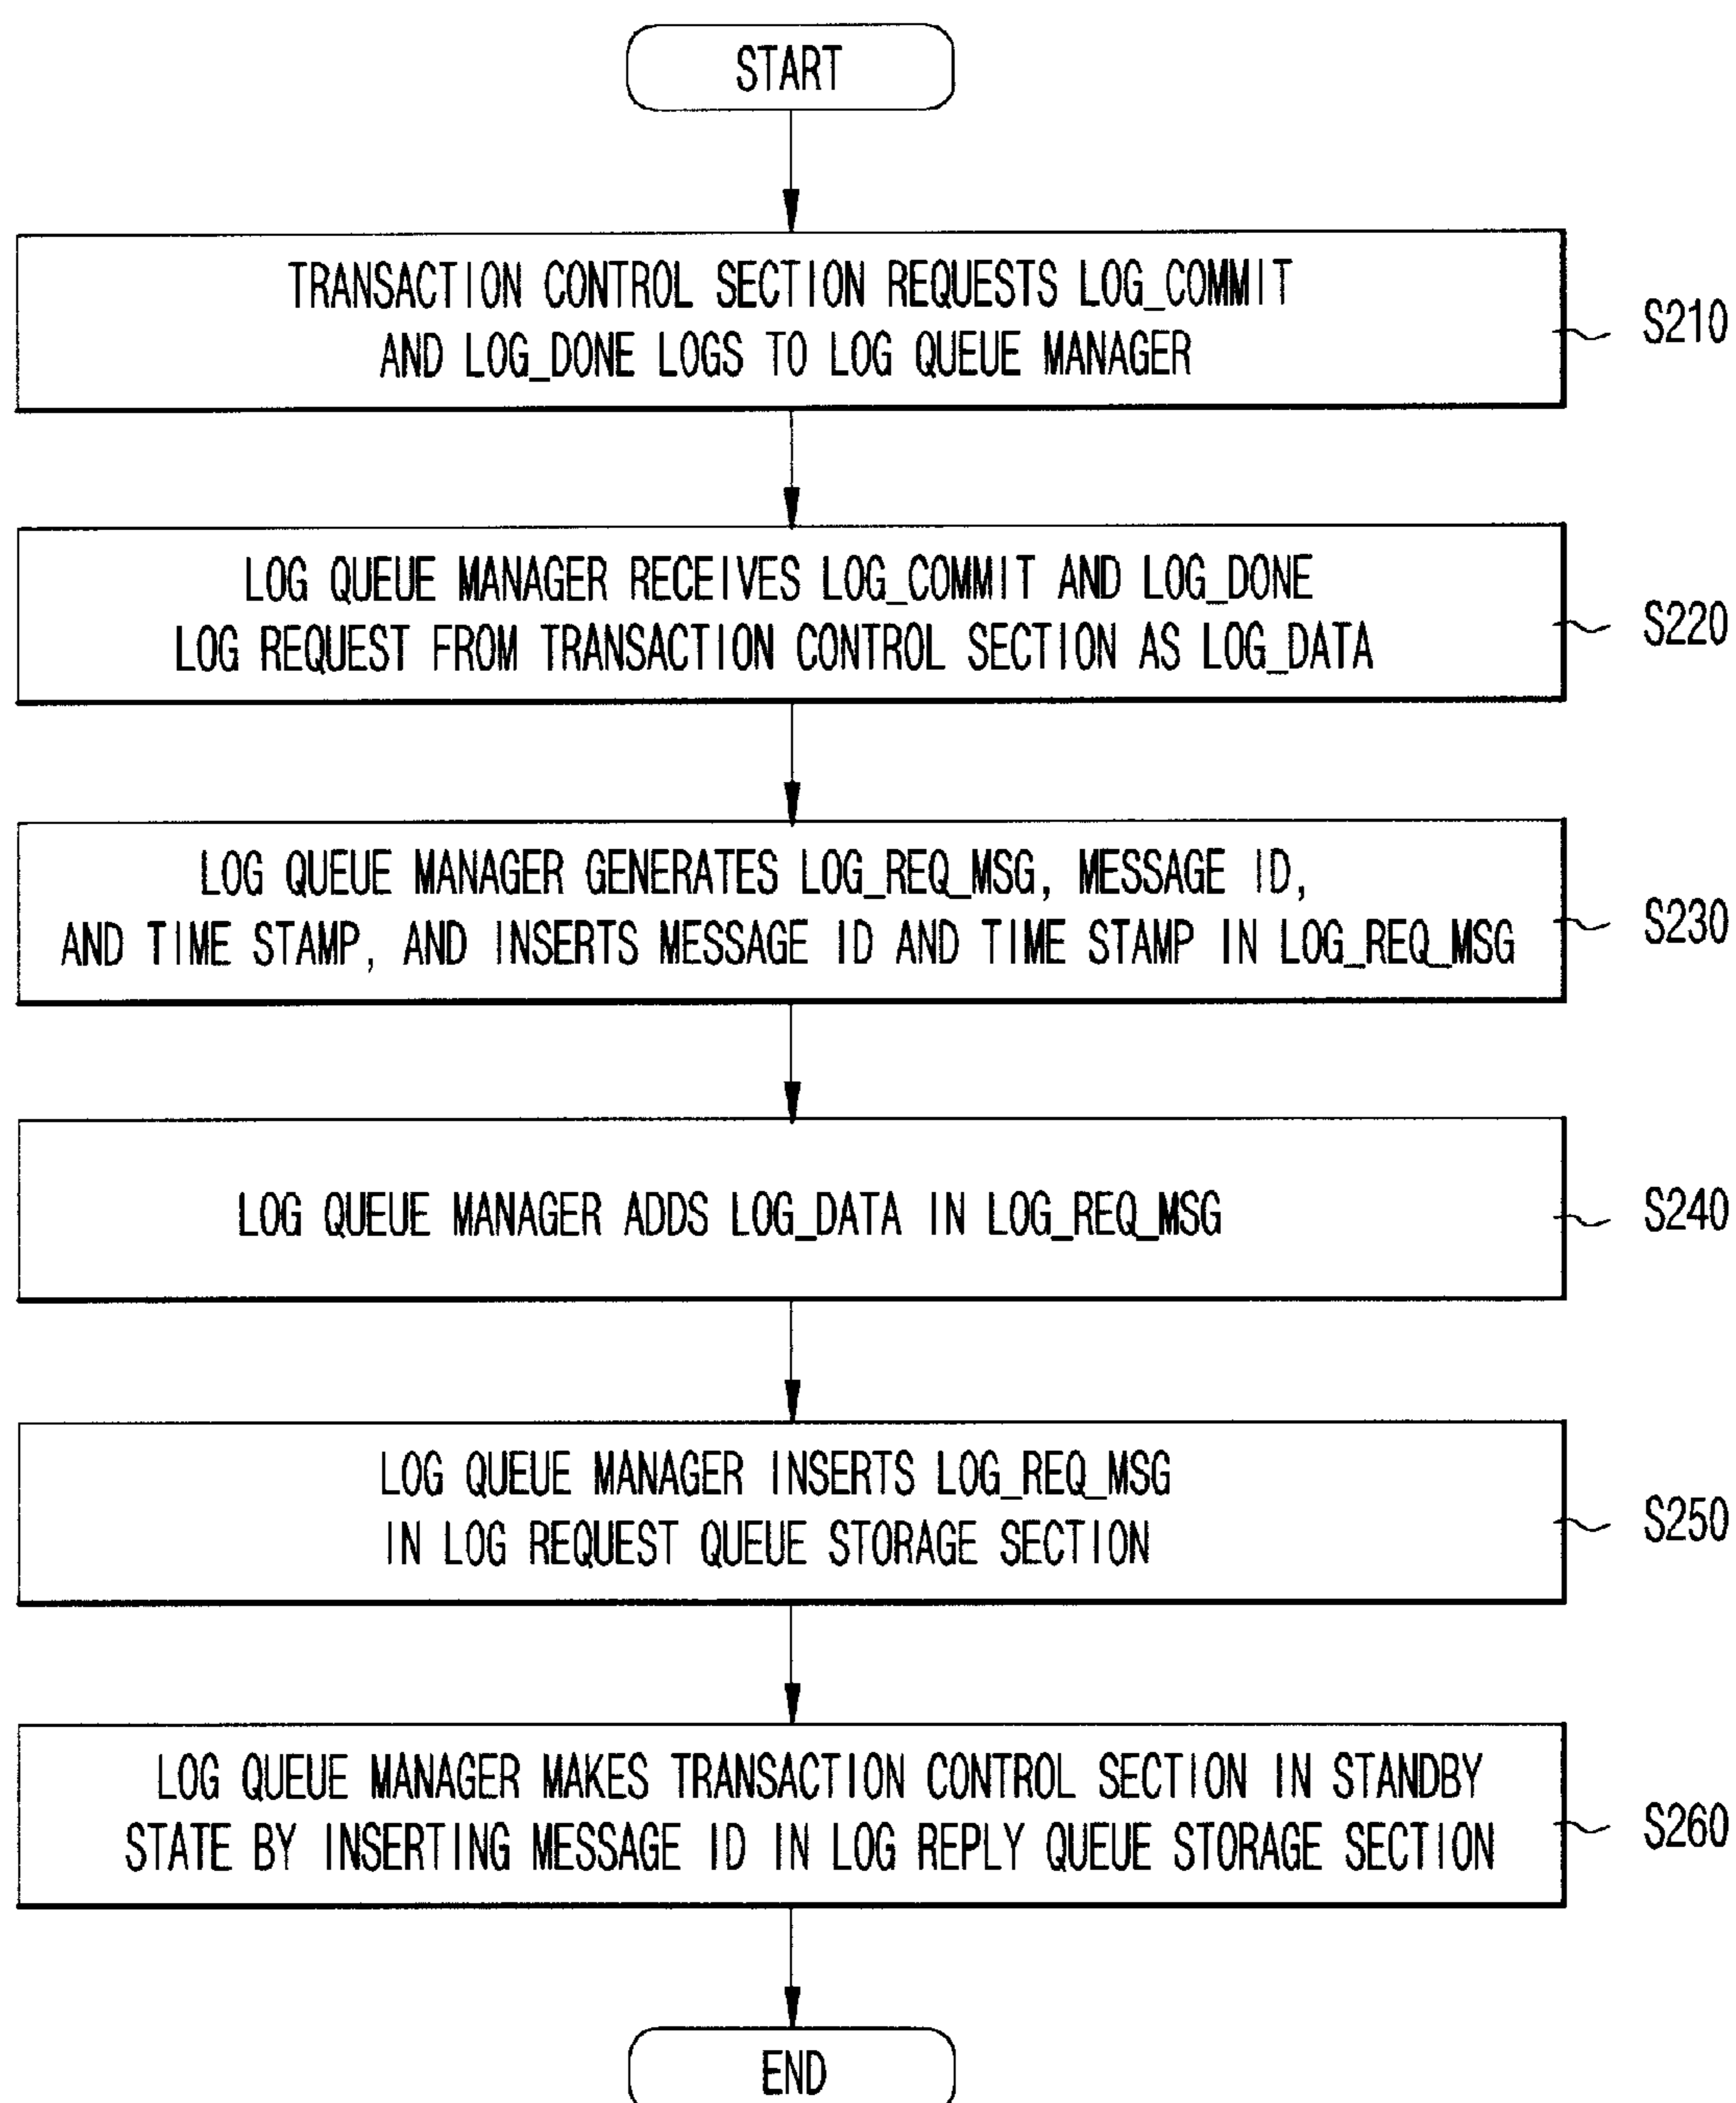 START
TRANSACTION CONTROL SECTION REQUESTS LOG_COMMIT
AND LOG_DONE LOGS TO LOG QUEUE MANAGER
S210
LOG QUEUE MANAGER RECEIVES LOG_COMMIT AND LOG_DONE
LOG REQUEST FROM TRANSACTION CONTROL SECTION AS LOG_DATA
S220
LOG QUEUE MANAGER GENERATES LOG_REQ_MSG, MESSAGE ID,
AND TIME STAMP, AND INSERTS MESSAGE ID AND TIME STAMP IN LOG_REQ_MSG
S230
LOG QUEUE MANAGER ADDS LOG_DATA IN LOG_REQ_MSG
S240
LOG QUEUE MANAGER INSERTS LOG_REQ_MSG
IN LOG REQUEST QUEUE STORAGE SECTION
S250
LOG QUEUE MANAGER MAKES TRANSACTION CONTROL SECTION IN STANDBY
STATE BY INSERTING MESSAGE ID IN LOG REPLY QUEUE STORAGE SECTION
S260
END